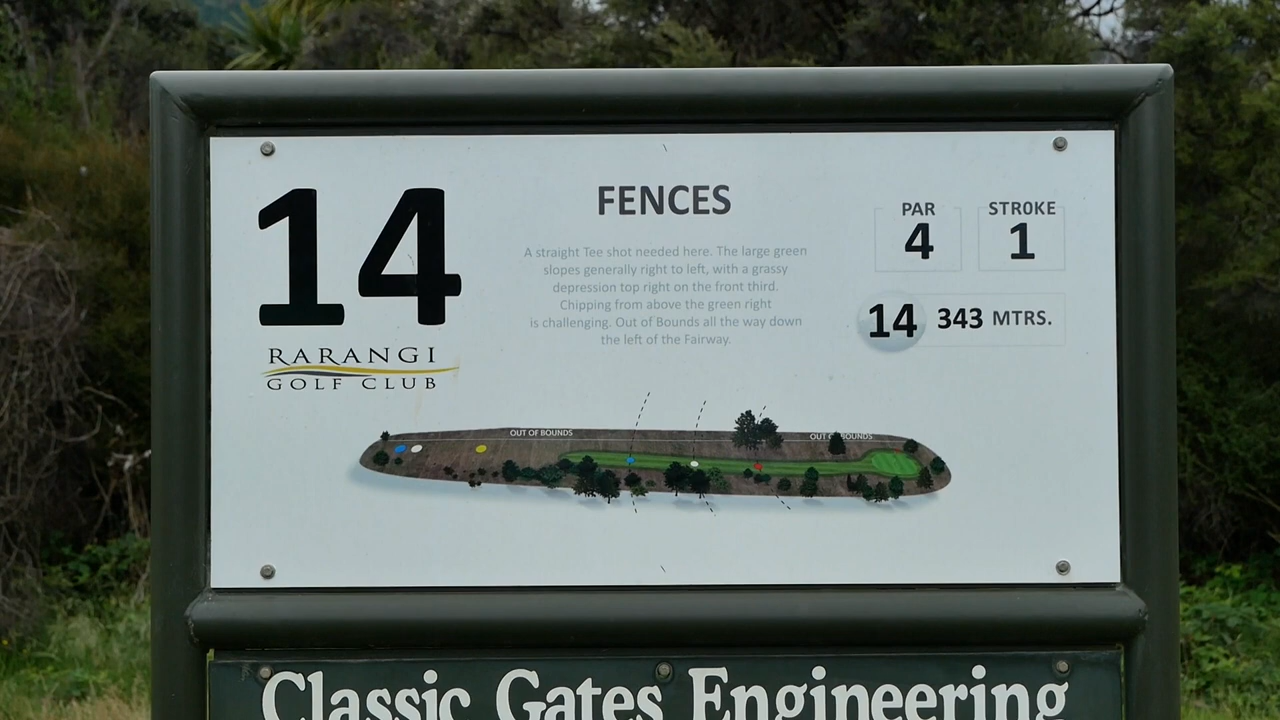 14
RARANGI
GOLF CLUB
FENCES
A straight Tee shot needed here. The large green
slopes generally right to left, with a grassy
depression top right on the front third.
Chipping from above the green right
is challenging. Out of Bounds all the way down
the left of the Fairway.
PAR
4
STROKE
1
14 343 MTRS.
OUT OF BOUNDS
OUT OF BOUNDS
Classic Gates Engineering